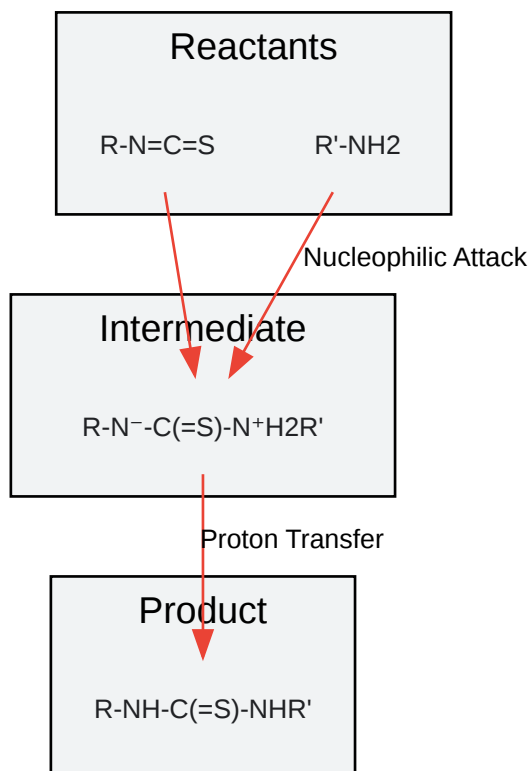 Reactants
R-N=C=S
R'-NH2
Nucleophilic Attack
Intermediate
R-N⁻-C(=S)-N⁺H2R'
Proton Transfer
Product
R-NH-C(=S)-NHR'